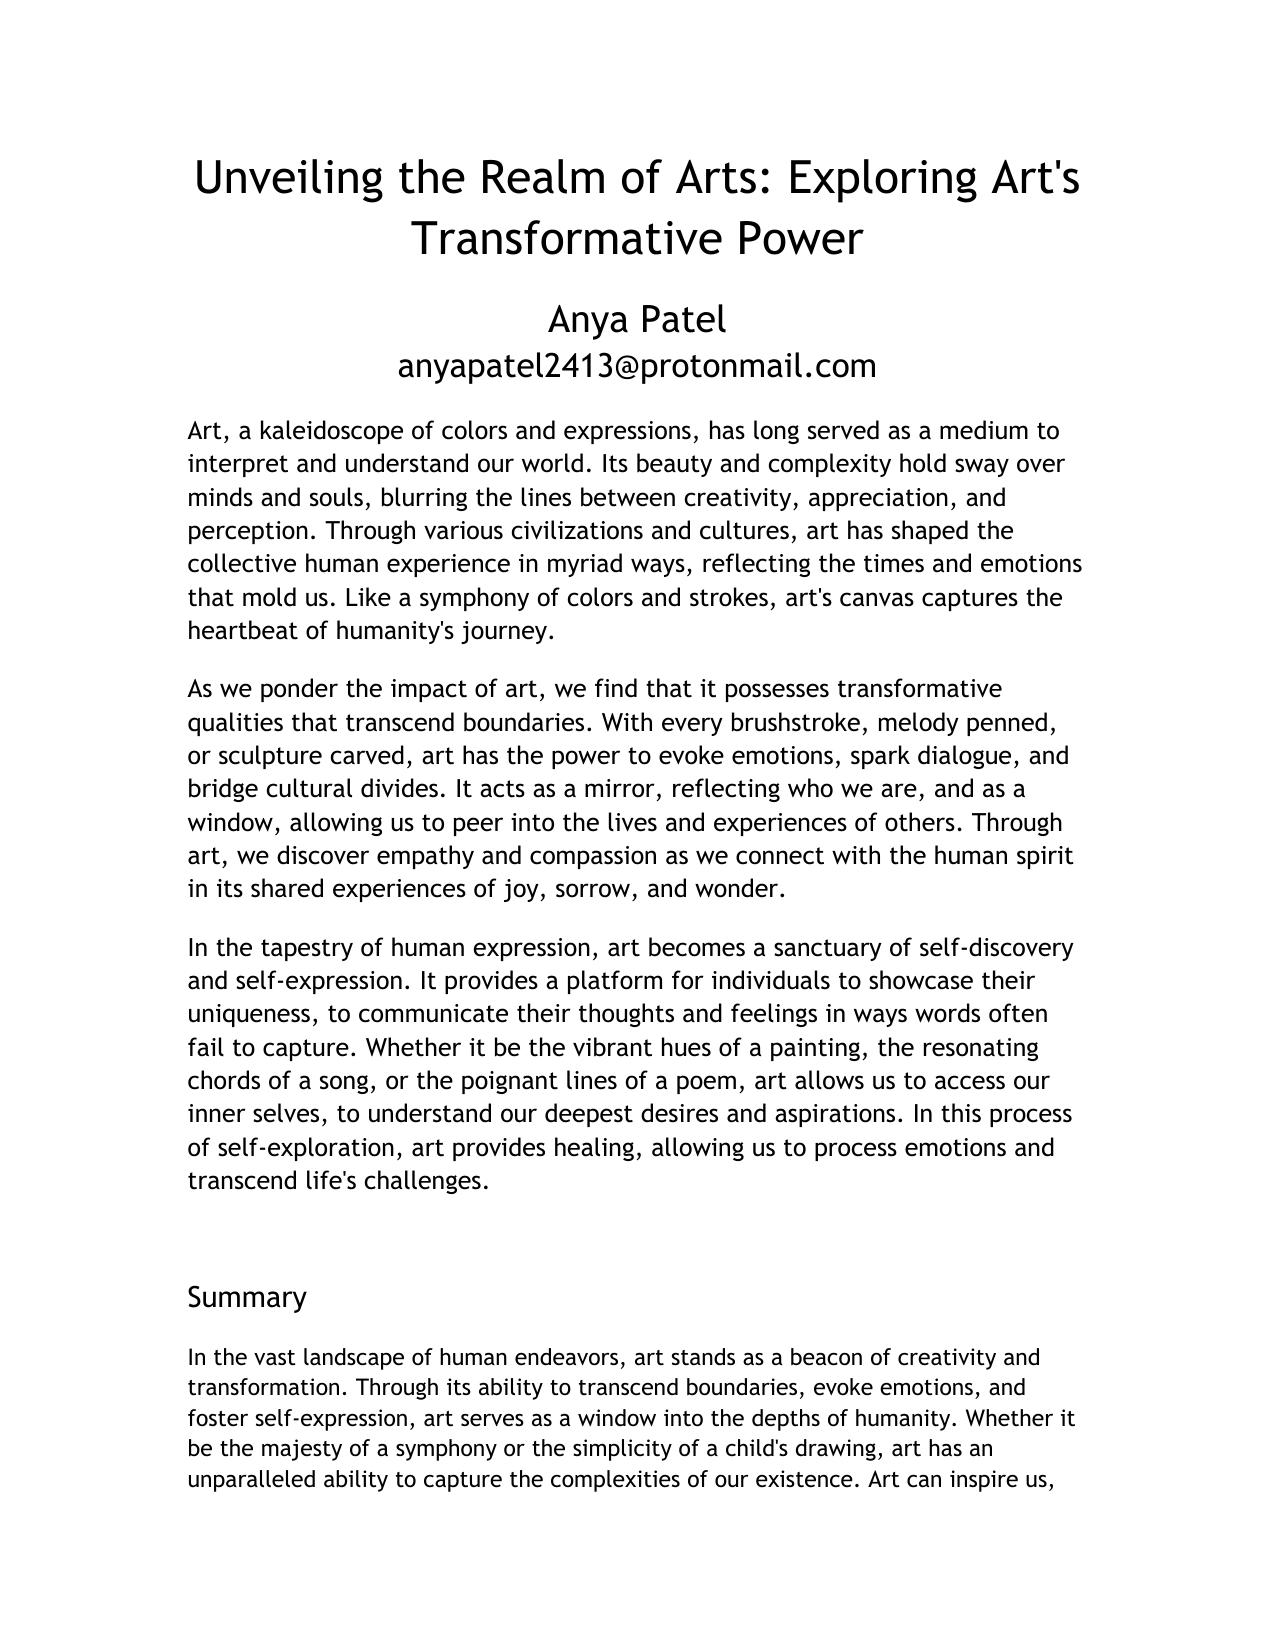 Unveiling the Realm of Arts: Exploring Art's
Transformative Power
Anya Patel
anyapatel2413@protonmail.com
Art, a kaleidoscope of colors and expressions, has long served as a medium to
interpret and understand our world. Its beauty and complexity hold sway over
minds and souls, blurring the lines between creativity, appreciation, and
perception. Through various civilizations and cultures, art has shaped the
collective human experience in myriad ways, reflecting the times and emotions
that mold us. Like a symphony of colors and strokes, art's canvas captures the
heartbeat of humanity's journey.
As we ponder the impact of art, we find that it possesses transformative
qualities that transcend boundaries. With every brushstroke, melody penned,
or sculpture carved, art has the power to evoke emotions, spark dialogue, and
bridge cultural divides. It acts as a mirror, reflecting who we are, and as a
window, allowing us to peer into the lives and experiences of others. Through
art, we discover empathy and compassion as we connect with the human spirit
in its shared experiences of joy, sorrow, and wonder.
In the tapestry of human expression, art becomes a sanctuary of self-discovery
and self-expression. It provides a platform for individuals to showcase their
uniqueness, to communicate their thoughts and feelings in ways words often
fail to capture. Whether it be the vibrant hues of a painting, the resonating
chords of a song, or the poignant lines of a poem, art allows us to access our
inner selves, to understand our deepest desires and aspirations. In this process
of self-exploration, art provides healing, allowing us to process emotions and
transcend life's challenges.
Summary
In the vast landscape of human endeavors, art stands as a beacon of creativity and
transformation. Through its ability to transcend boundaries, evoke emotions, and
foster self-expression, art serves as a window into the depths of humanity. Whether it
be the majesty of a symphony or the simplicity of a child's drawing, art has an
unparalleled ability to capture the complexities of our existence. Art can inspire us,